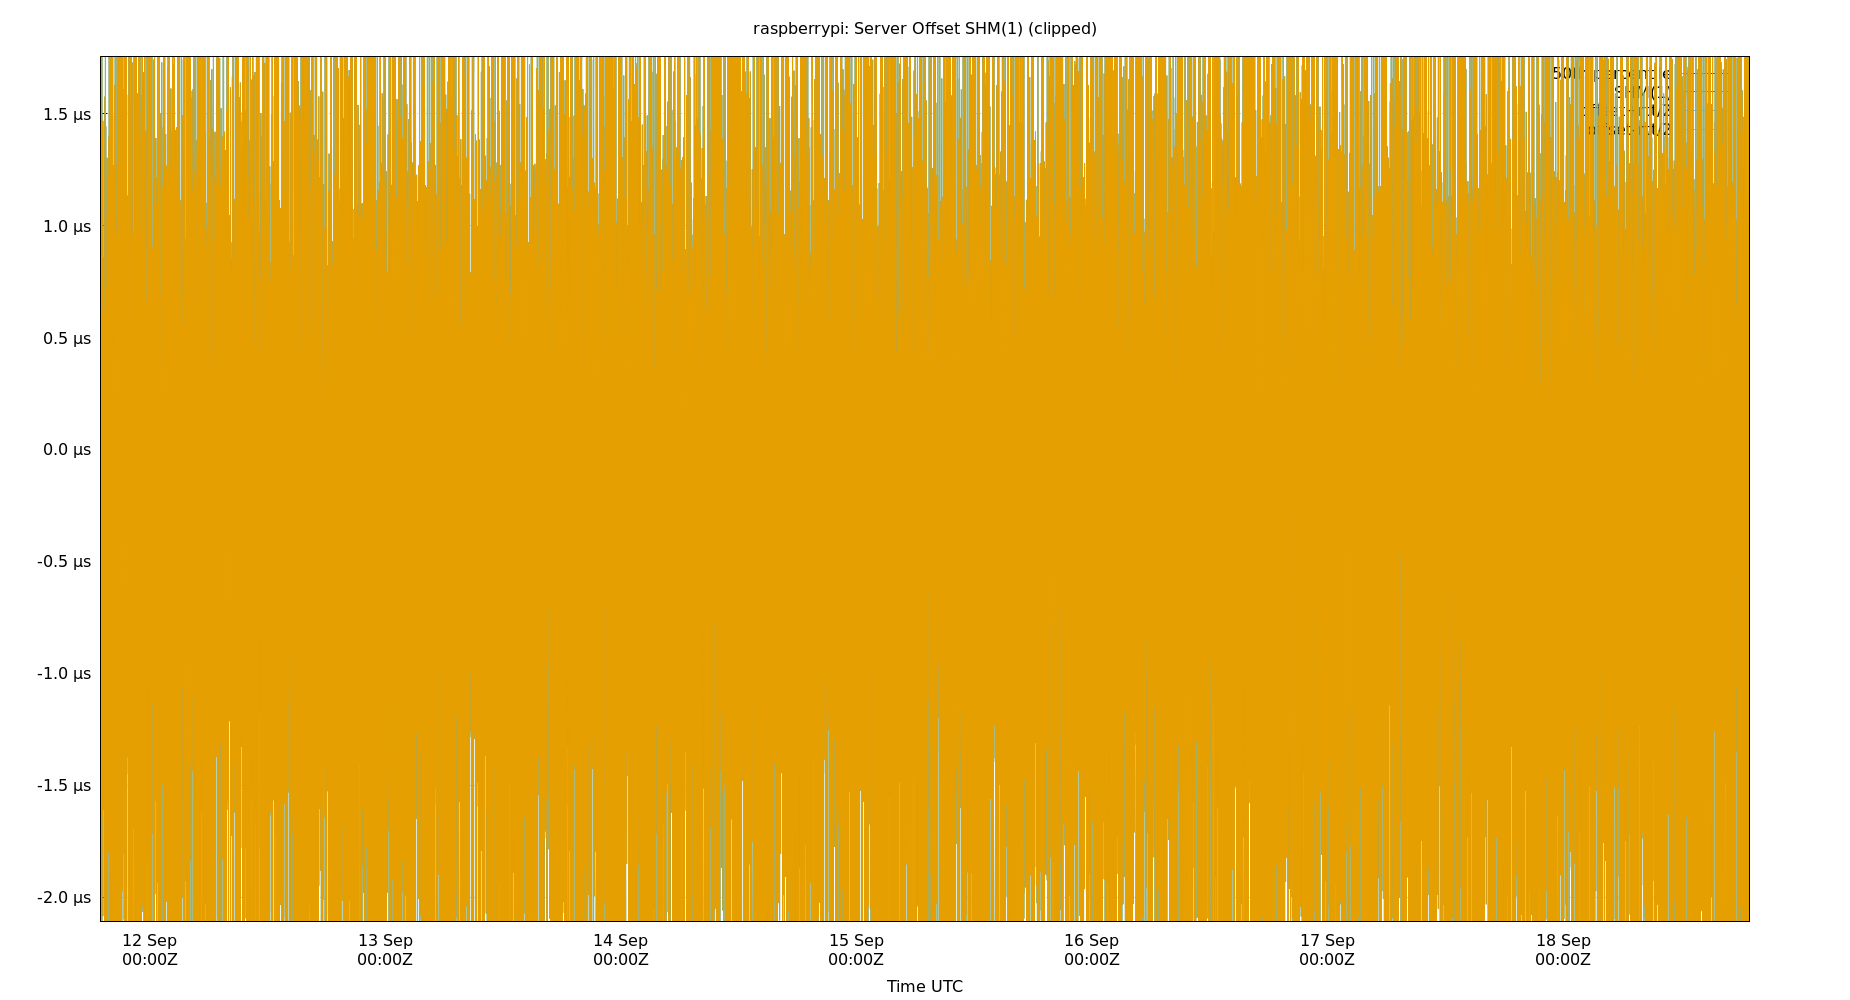 raspberrypi: Server Offset SHM(1) (clipped)
1.5 µs
1.0 µs
0.5 µs
0.0 µs
-0.5 µs
-1.0 µs
-1.5 µs
-2.0 µs
12 Sep 13 Sep 14 Sep 15 Sep 16 Sep 17 Sep 18 Sep
00:00Z 00:00Z 00:00Z 00:00Z 00:00Z 00:00Z 00:00Z
Time UTC